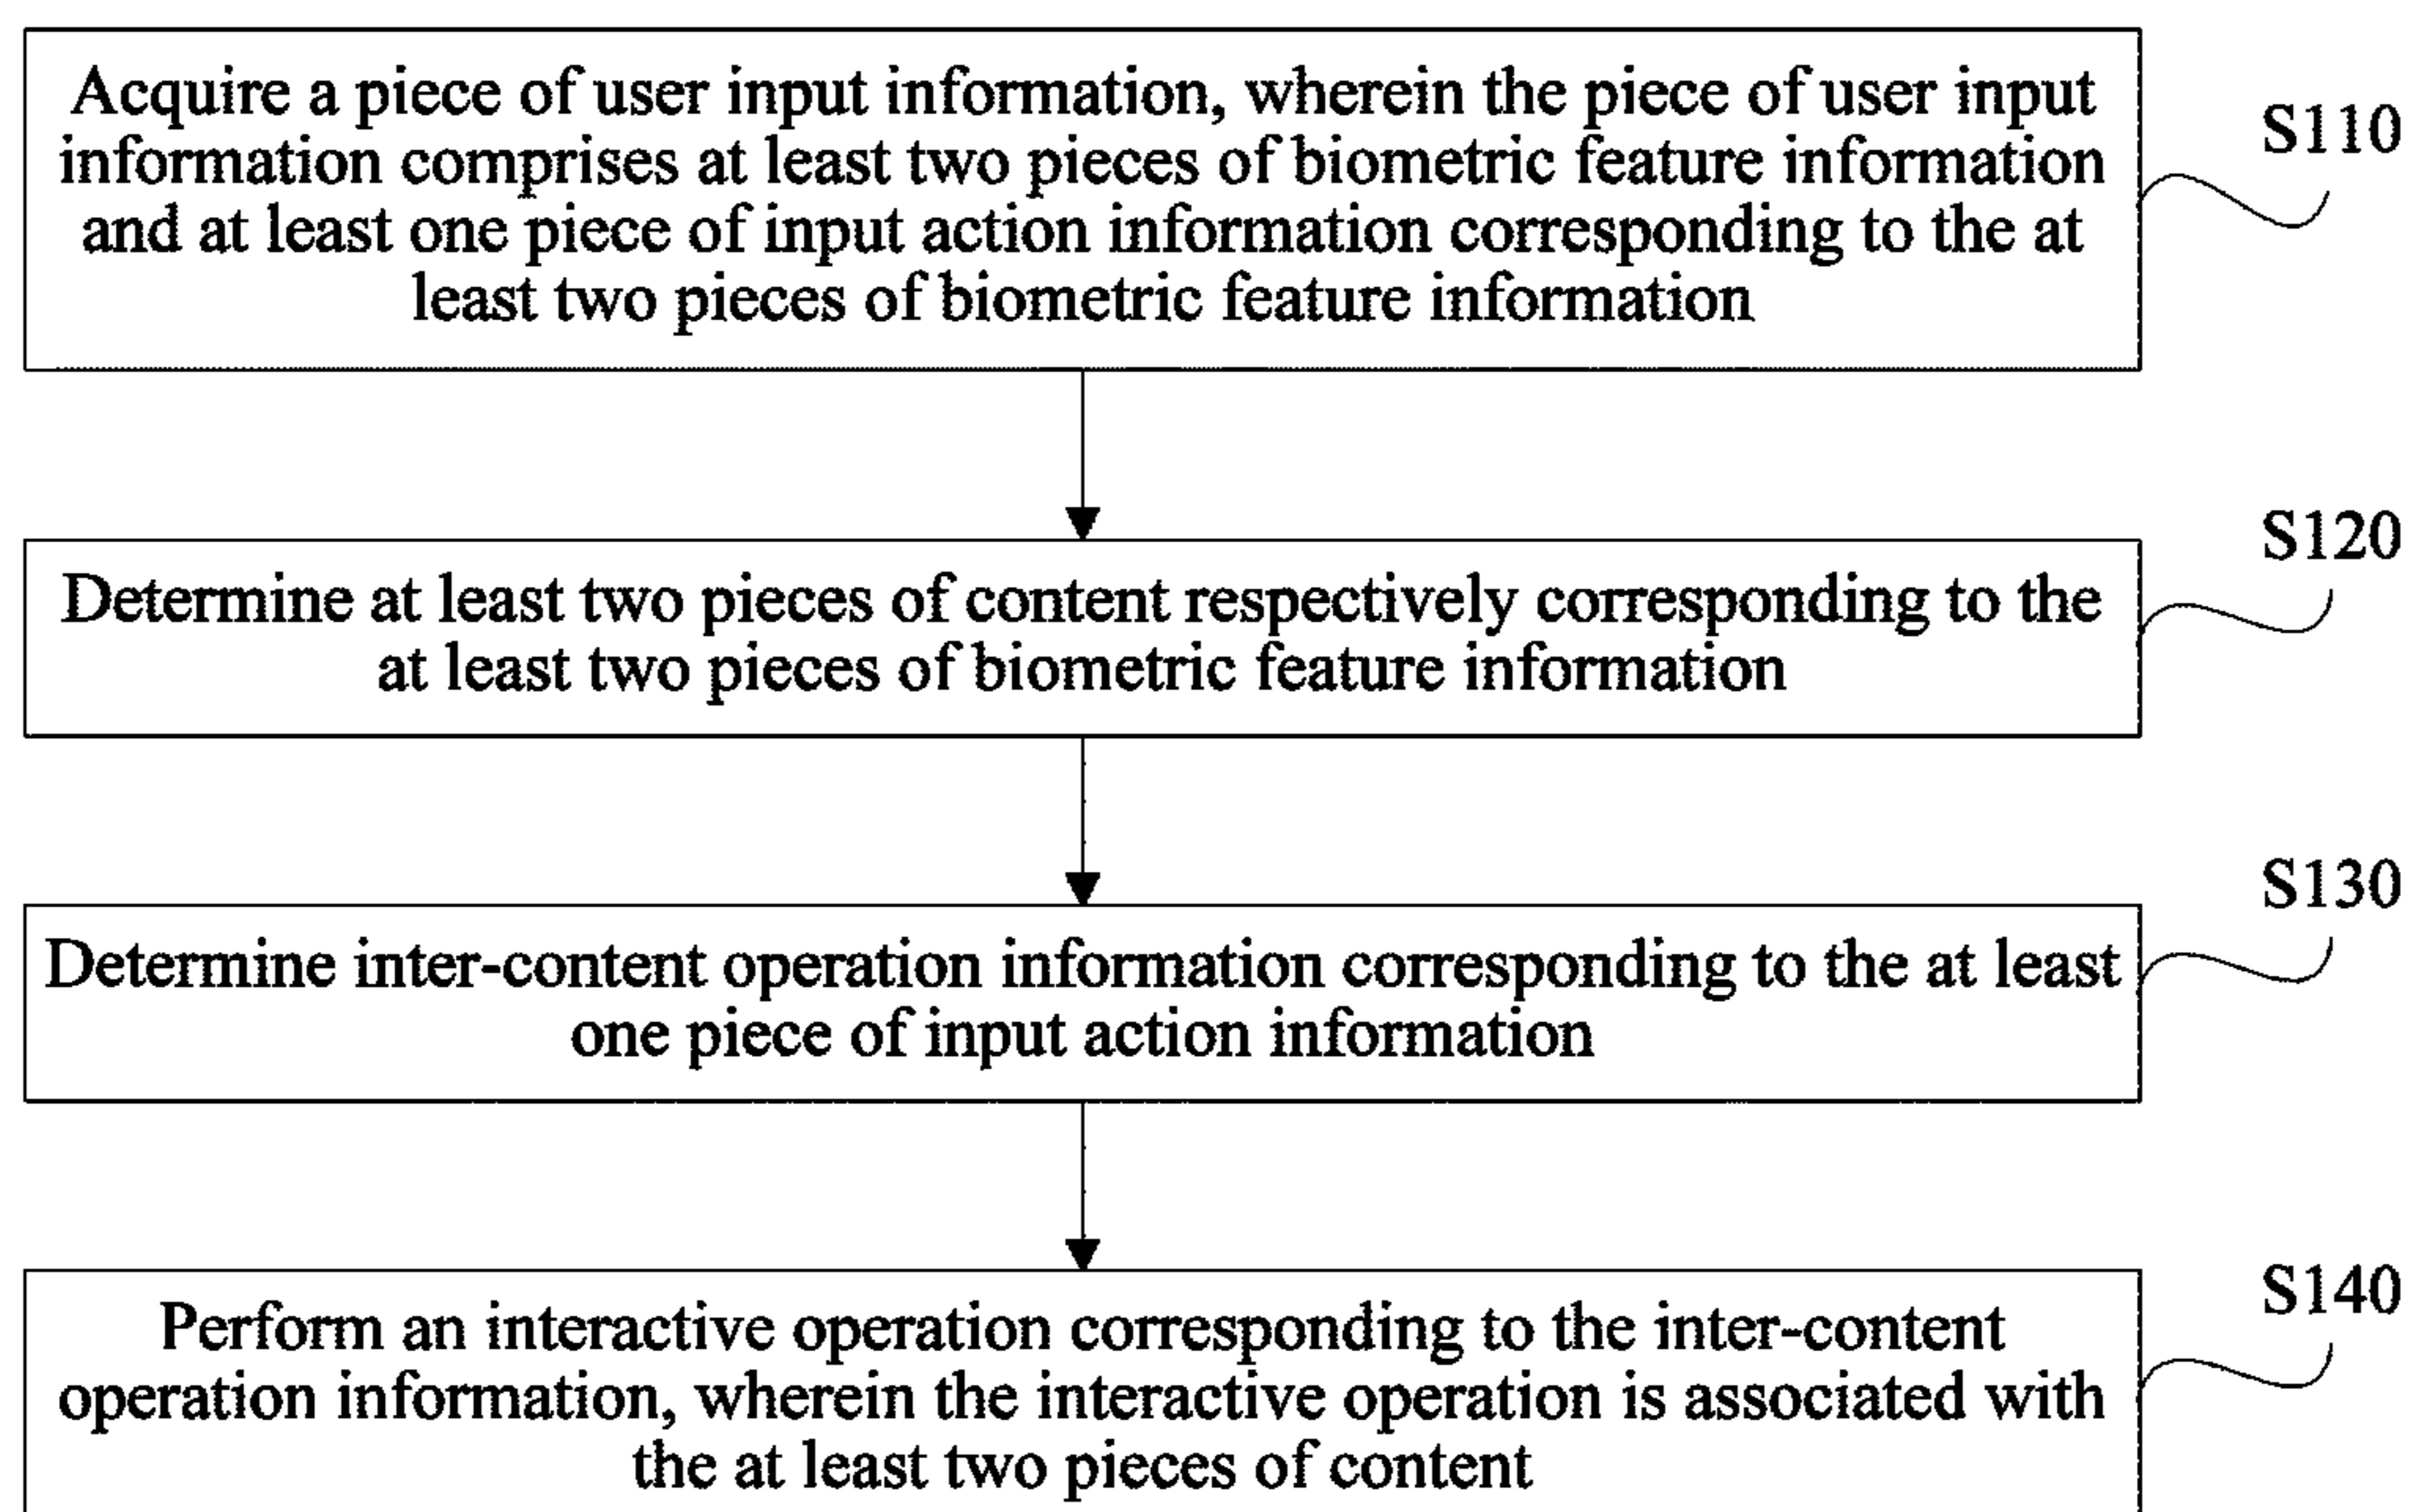 Acquire a piece of user input information, wherein the piece of user input
information comprises at least two pieces of biometric feature information
and at least one piece of input action information corresponding to the at
least two pieces of biometric feature information
S110
Determine at least two pieces of content respectively corresponding to the
at least two pieces of biometric feature information
S120
Determine inter-content operation information corresponding to the at least
one piece of input action information
S130
Perform an interactive operation corresponding to the inter-content
operation information, wherein the interactive operation is associated with
the at least two pieces of content
S140